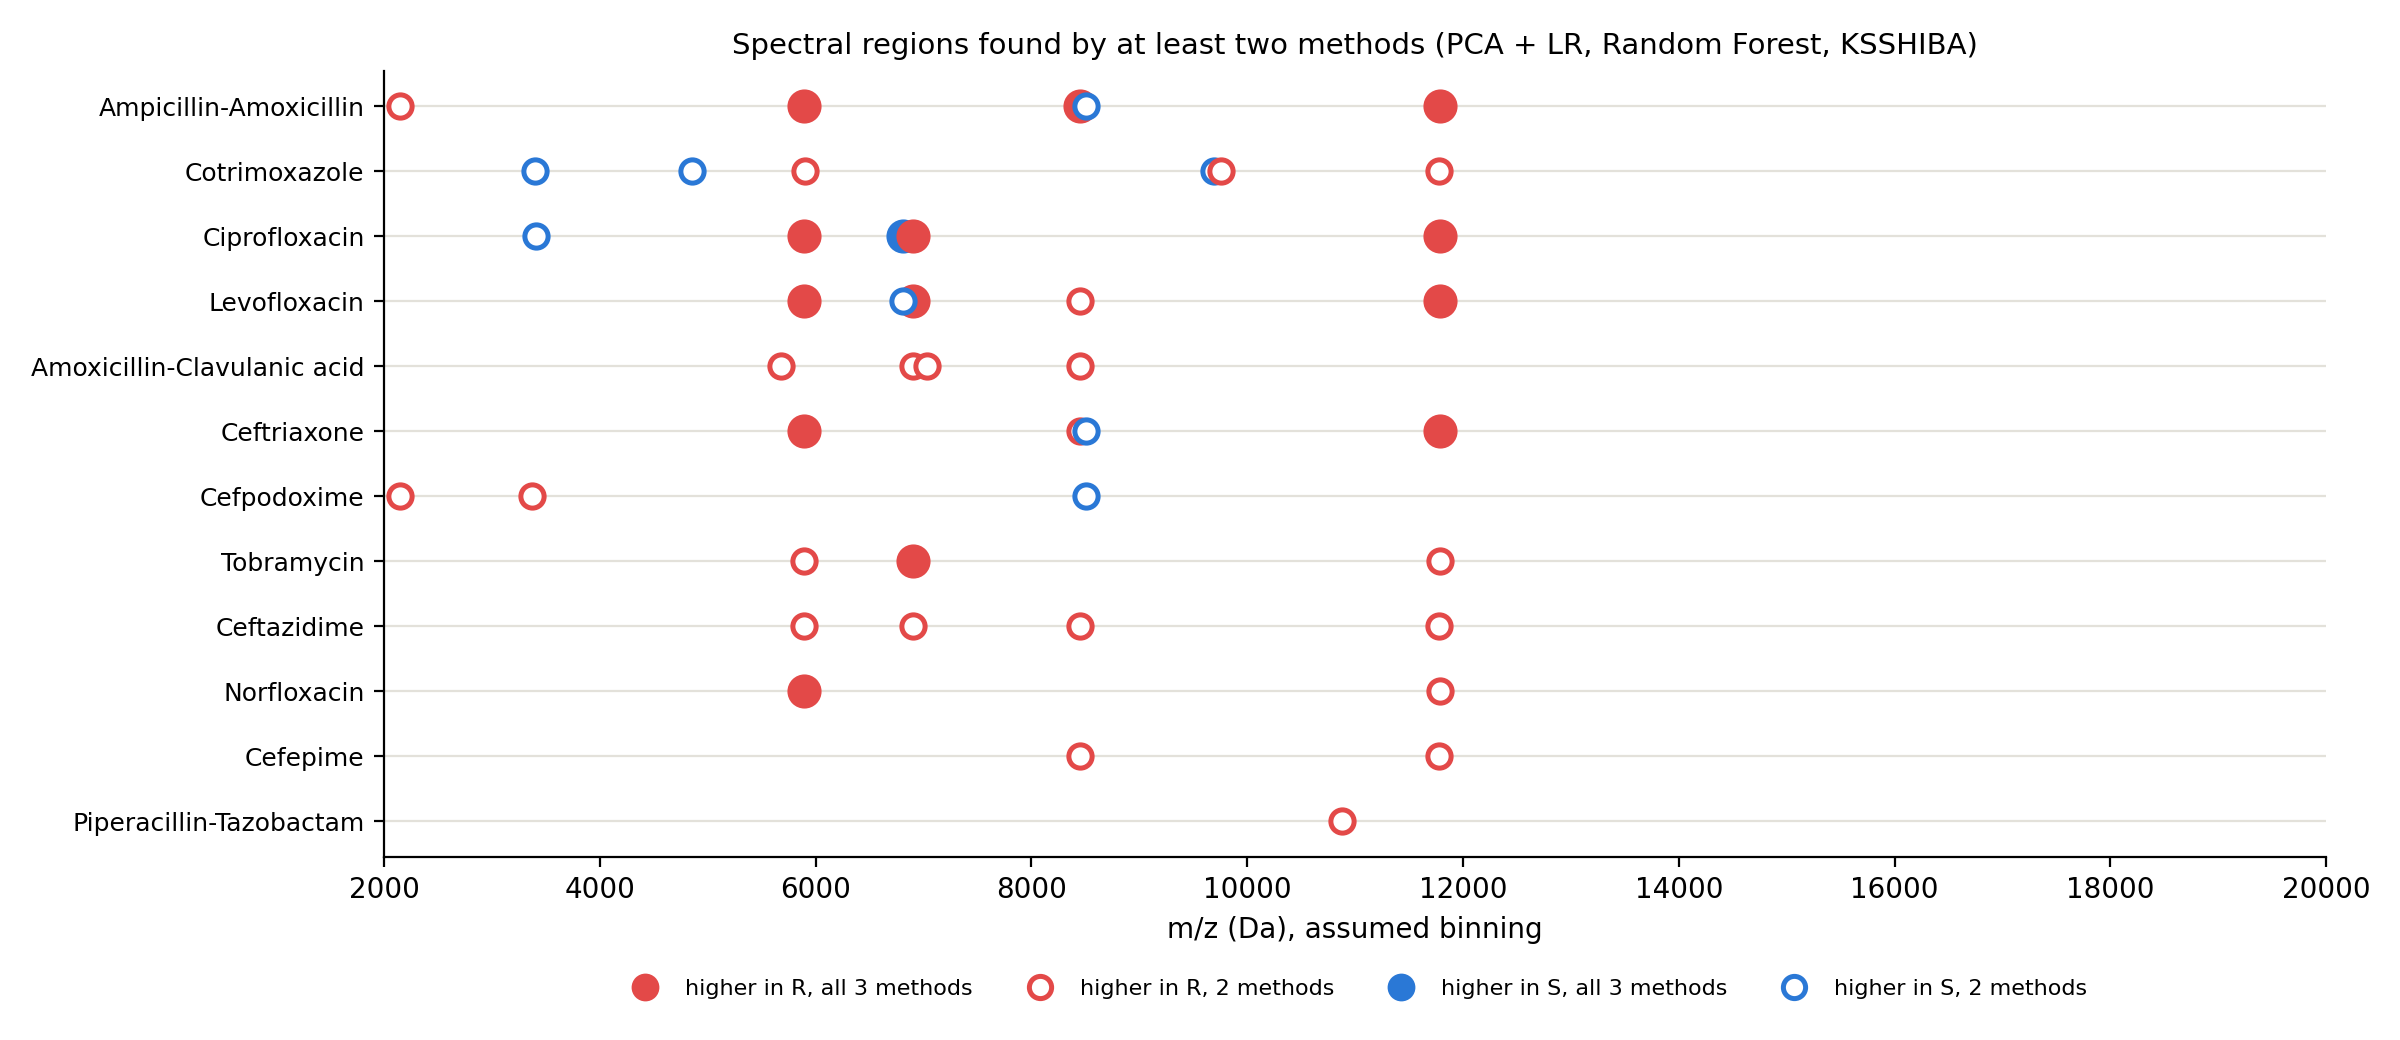 Spectral regions found by at least two methods (PCA + LR, Random Forest, KSSHIBA)
Ampicillin-Amoxicillin
Cotrimoxazole
Ciprofloxacin
Levofloxacin
Amoxicillin-Clavulanic acid
Ceftriaxone
Cefpodoxime
Tobramycin
Ceftazidime
Norfloxacin
Cefepime
Piperacillin-Tazobactam
2000 4000 6000 8000 10000 12000 14000 16000 18000 20000
m/z (Da), assumed binning
higher in R, all 3 methods higher in R, 2 methods higher in S, all 3 methods higher in S, 2 methods